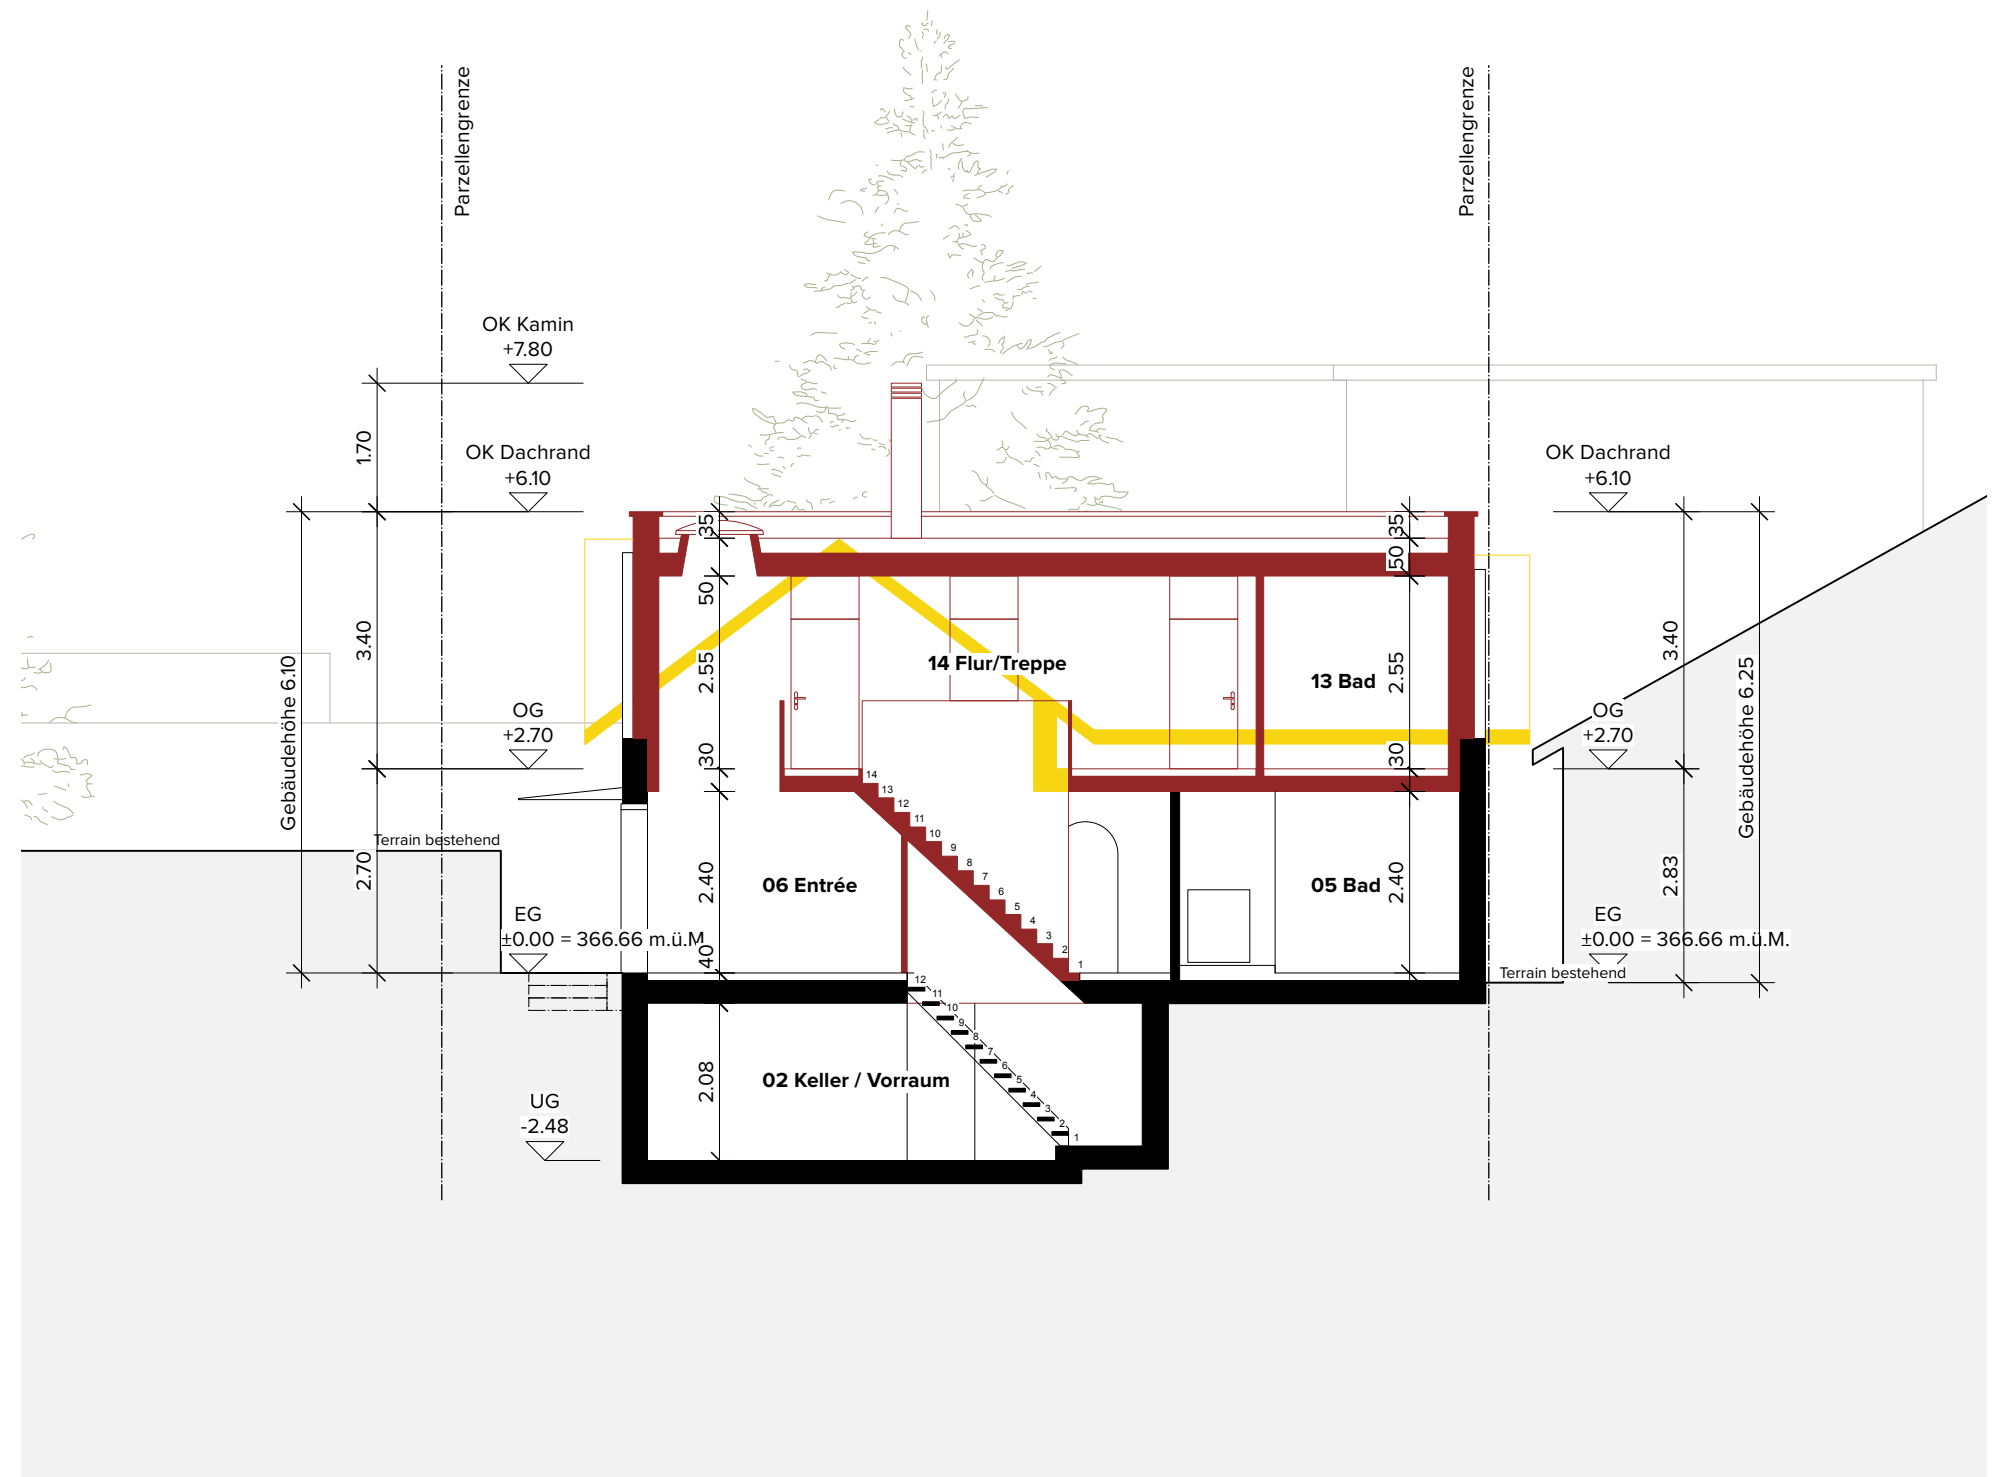 Parzellengrenze
Parzellengrenze
OK Kamin
+7.80
1.70
OK Dachrand
+6.10
OK Dachrand
+6.10
35
35
50
50
3.40
3.40
2.55
2.55
14 Flur/Treppe
13 Bad
Gebäudehöhe 6.10
Gebäudehöhe 6.25
OG
+2.70
OG
+2.70
30
30
14
13
12
11
10
9
8
7
6
5
4
3
2
1
Terrain bestehend
2.70
2.40
06 Entrée
05 Bad
2.40
2.83
EG
±0.00 = 366.66 m.ü.M
EG
±0.00 = 366.66 m.ü.M.
40
Terrain bestehend
12
11
10
9
8
7
6
5
4
3
2
1
2.08
02 Keller / Vorraum
UG
-2.48